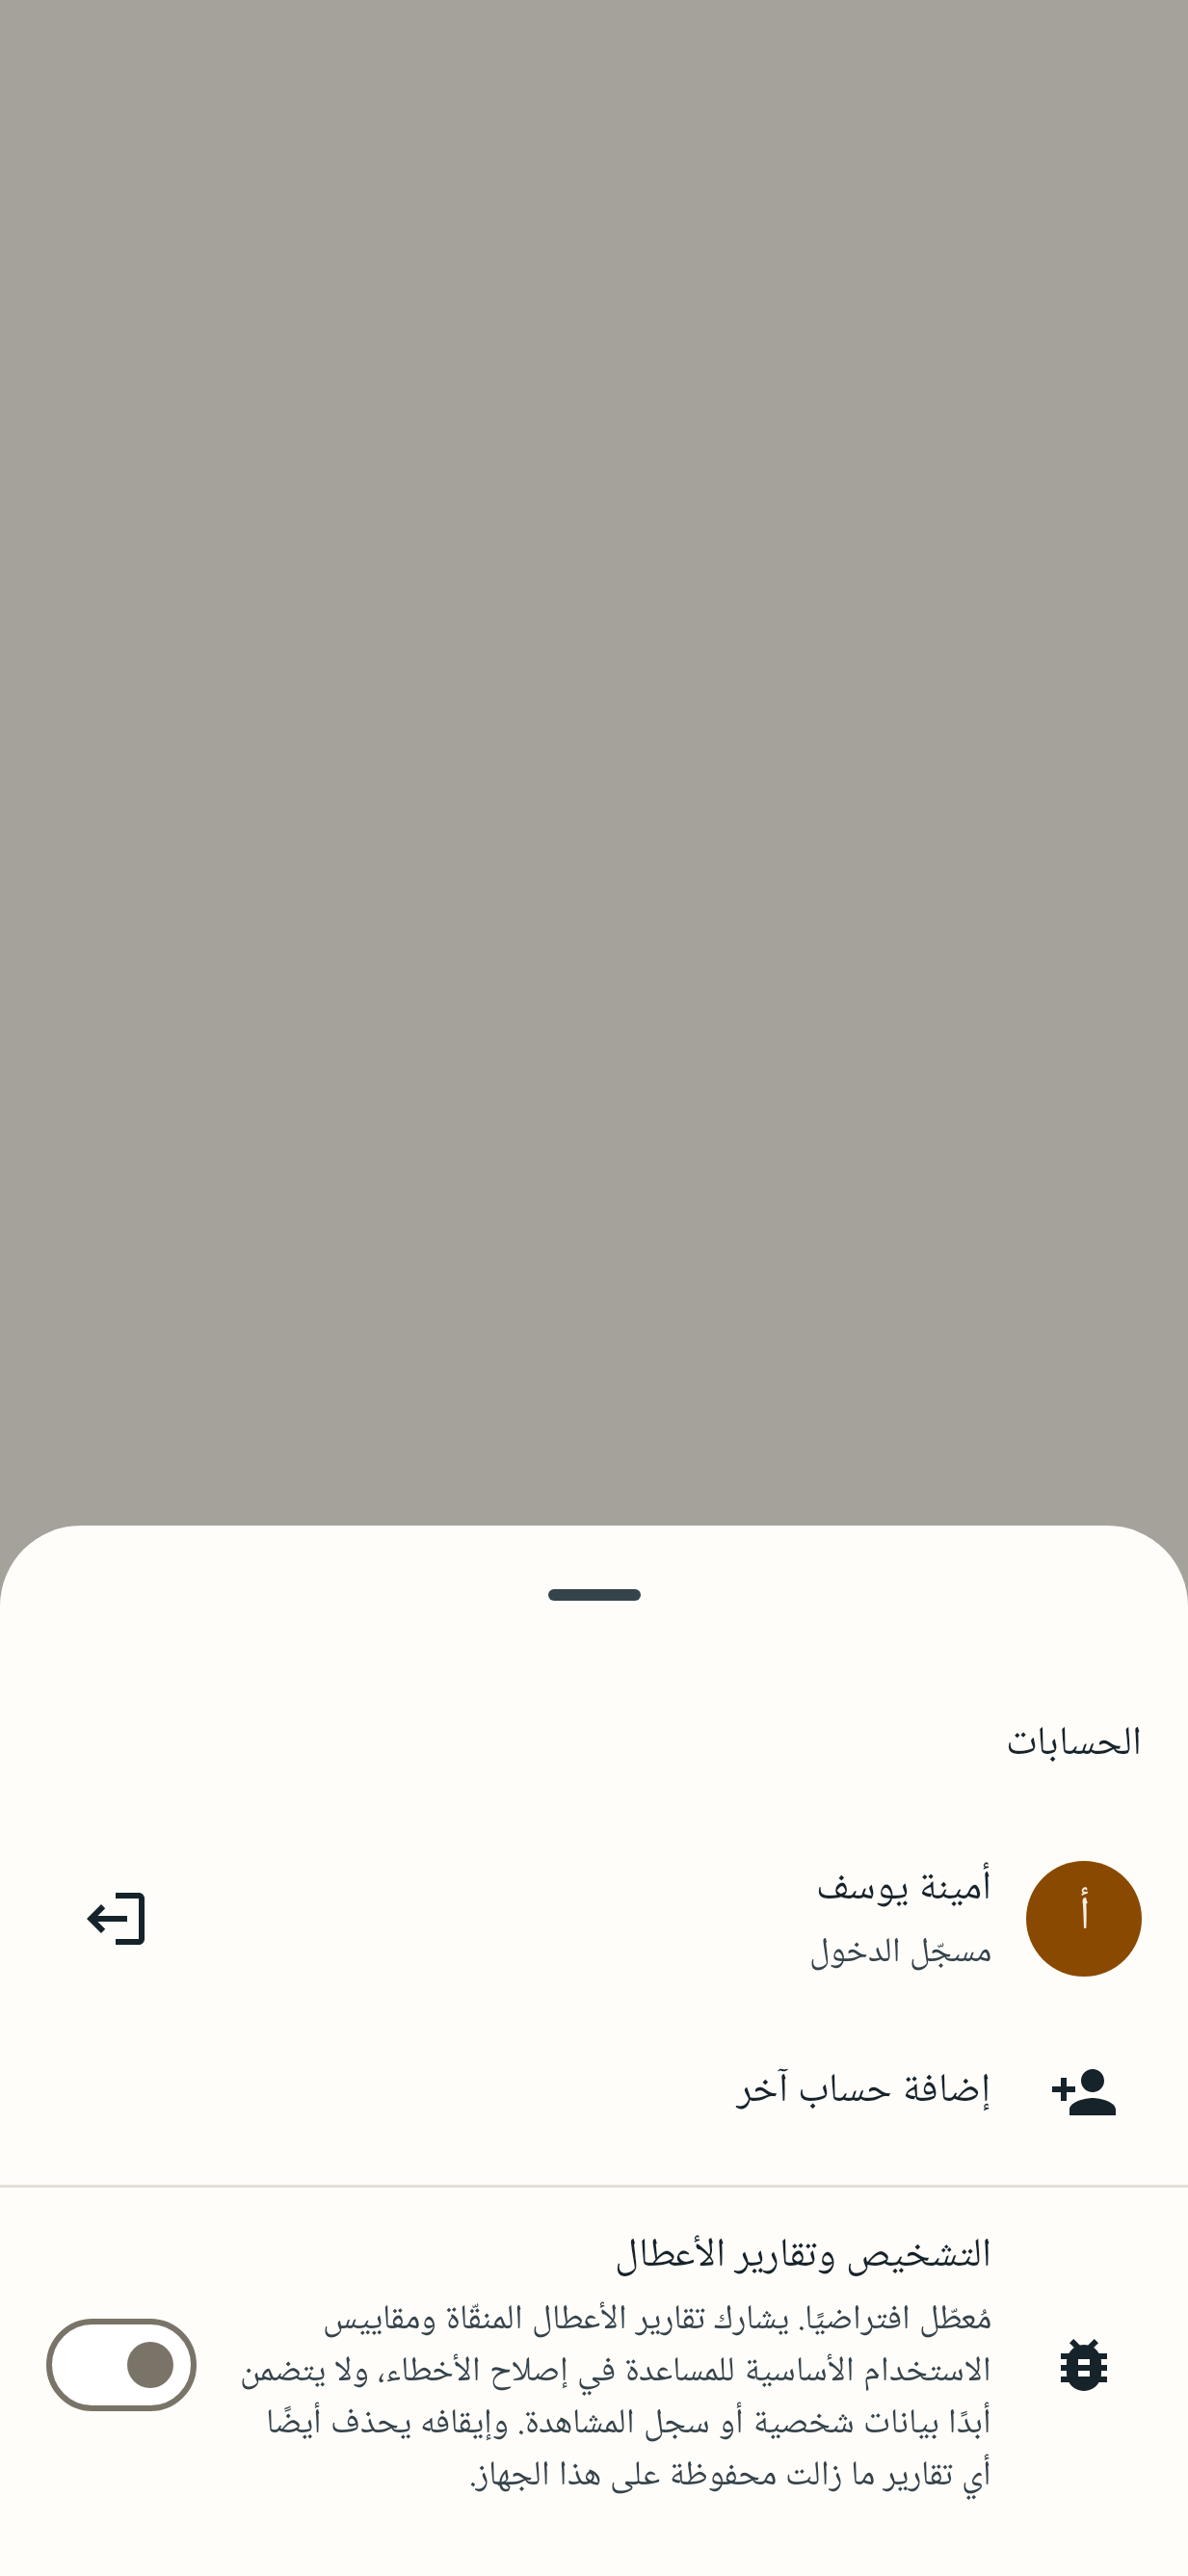 الحسابات
أ
أمينة يوسف
مسجّل الدخول
إضافة حساب آخر
التشخيص وتقارير الأعطال
مُعطّل افتراضيًا. يشارك تقارير الأعطال المنقّاة ومقاييس
الاستخدام الأساسية للمساعدة في إصلاح الأخطاء، ولا يتضمن
أبدًا بيانات شخصية أو سجل المشاهدة. وإيقافه يحذف أيضًا
أي تقارير ما زالت محفوظة على هذا الجهاز.